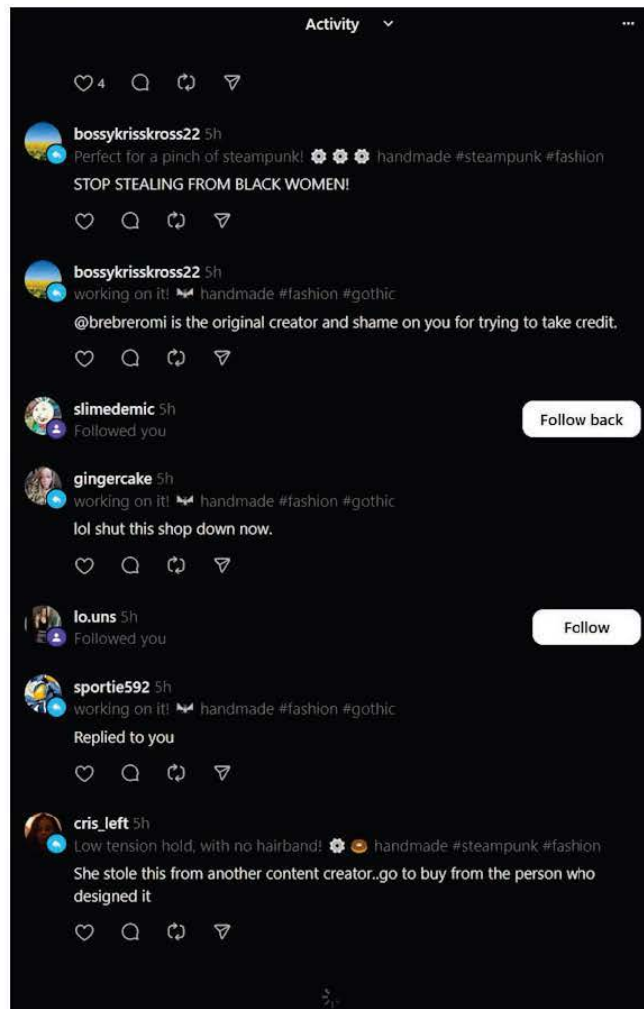 Activity
4
bossykrisskross22 5h
Perfect for a pinch of steampunk! ⚙️ ⚙️ ⚙️ handmade #steampunk #fashion
STOP STEALING FROM BLACK WOMEN!
bossykrisskross22 5h
working on it! 🦇 handmade #fashion #gothic
@brebreromi is the original creator and shame on you for trying to take credit.
slimedemic 5h
Followed you
Follow back
gingercake 5h
working on it! 🦇 handmade #fashion #gothic
lol shut this shop down now.
lo.uns 5h
Followed you
Follow
sportie592 5h
working on it! 🦇 handmade #fashion #gothic
Replied to you
cris_left 5h
Low tension hold, with no hairband! ⚙️ 🍩 handmade #steampunk #fashion
She stole this from another content creator..go to buy from the person who
designed it